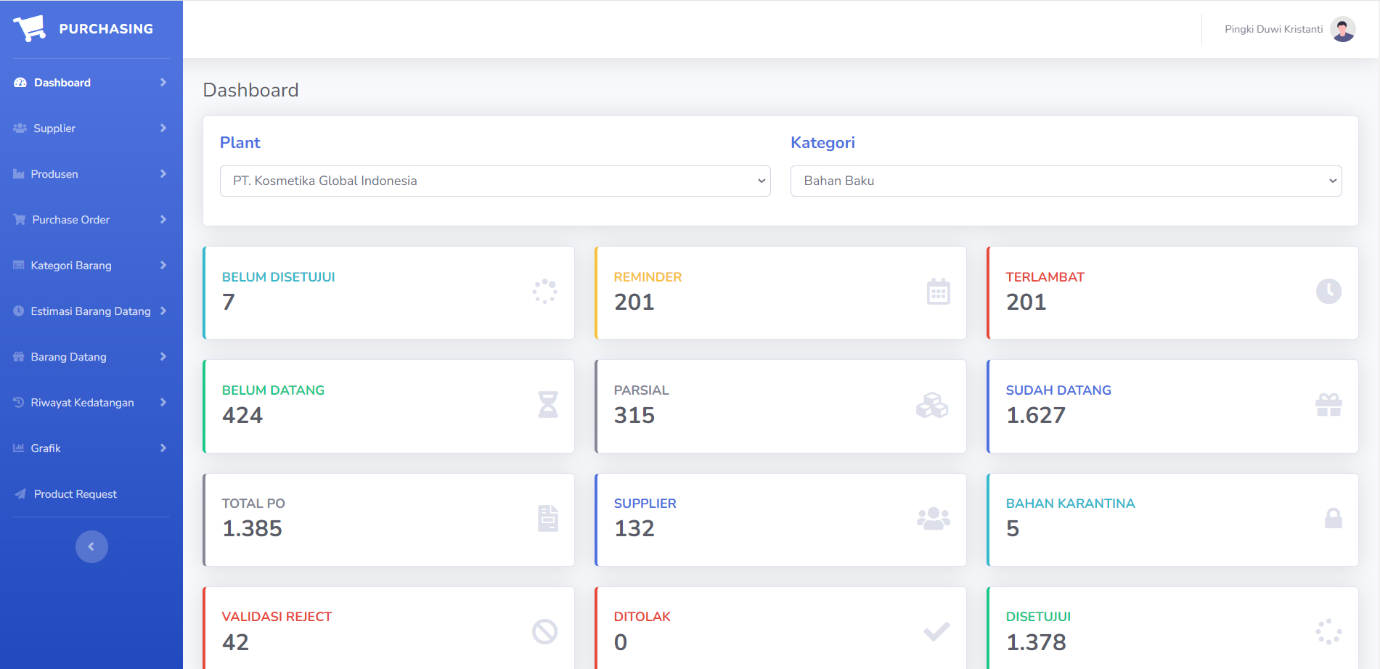 PURCHASING
Pingki Duwi Kristanti
Dashboard
Supplier
Produsen
Purchase Order
Kategori Barang
Estimasi Barang Datang
Barang Datang
Riwayat Kedatangan
Grafik
Product Request
Dashboard
Plant
PT. Kosmetika Global Indonesia
Kategori
Bahan Baku
BELUM DISETUJUI
7
REMINDER
201
TERLAMBAT
201
BELUM DATANG
424
PARSIAL
315
SUDAH DATANG
1.627
TOTAL PO
1.385
SUPPLIER
132
BAHAN KARANTINA
5
VALIDASI REJECT
42
DITOLAK
0
DISETUJUI
1.378